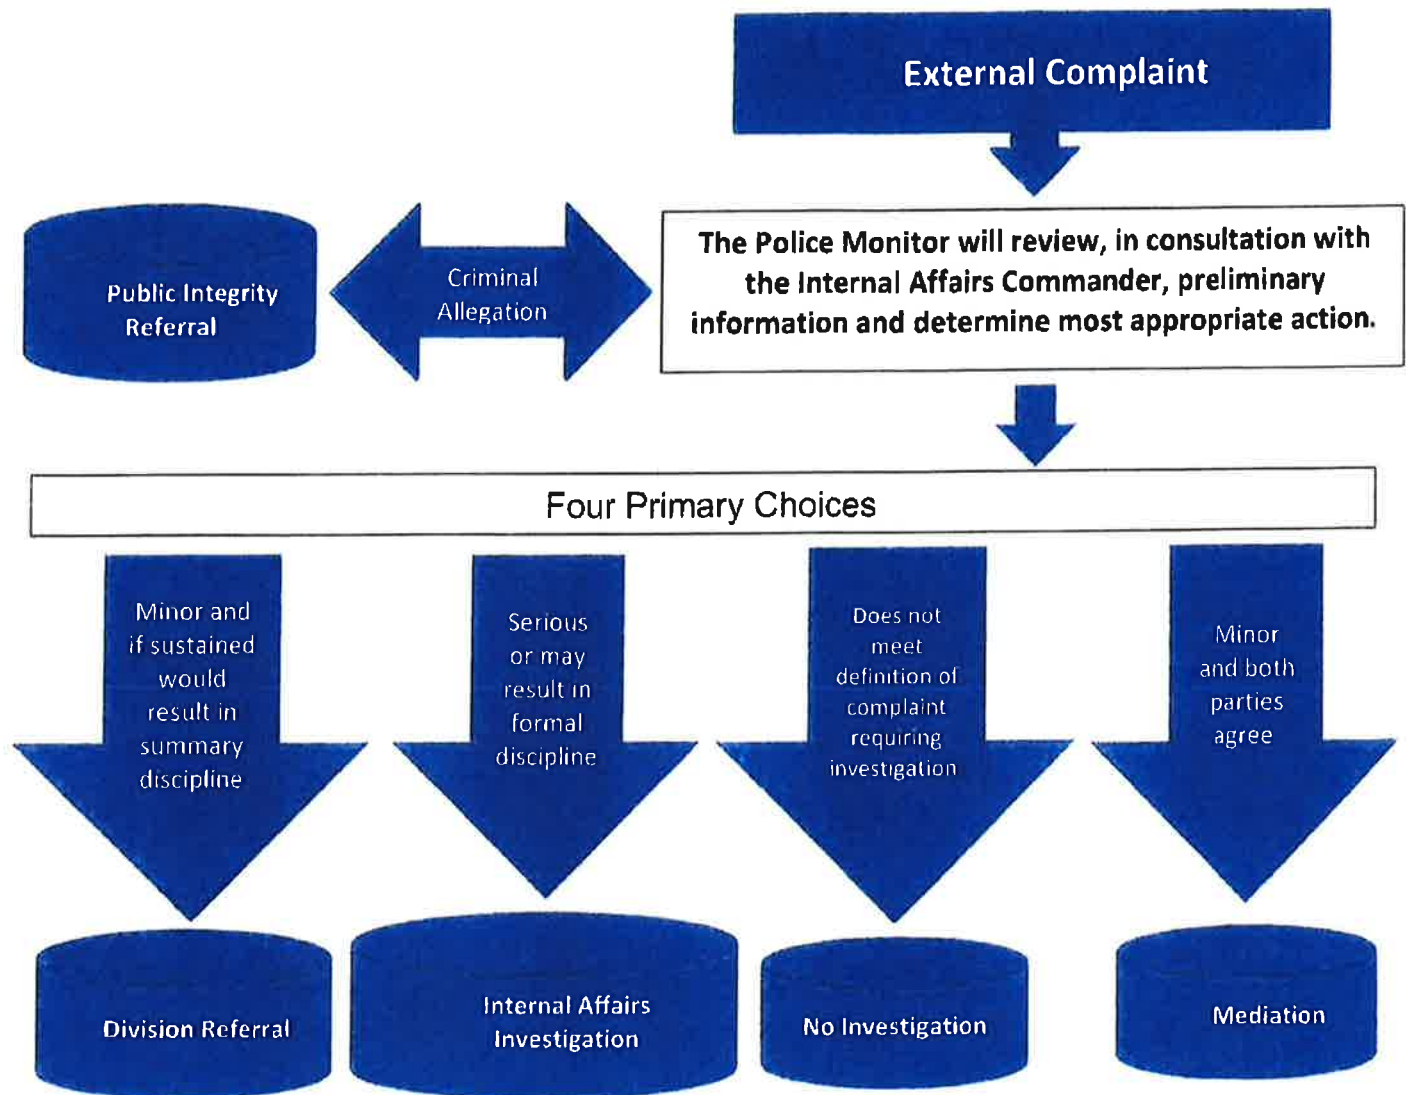 External Complaint
The Police Monitor will review, in consultation with
the Internal Affairs Commander, preliminary
information and determine most appropriate action.
Criminal
Allegation
Public Integrity
Referral
Four Primary Choices
Minor and
if sustained
would
result in
summary
discipline
Serious
or may
result in
formal
discipline
Does not
meet
definition of
complaint
requiring
investigation
Minor
and both
parties
agree
Division Referral
Internal Affairs
Investigation
No Investigation
Mediation